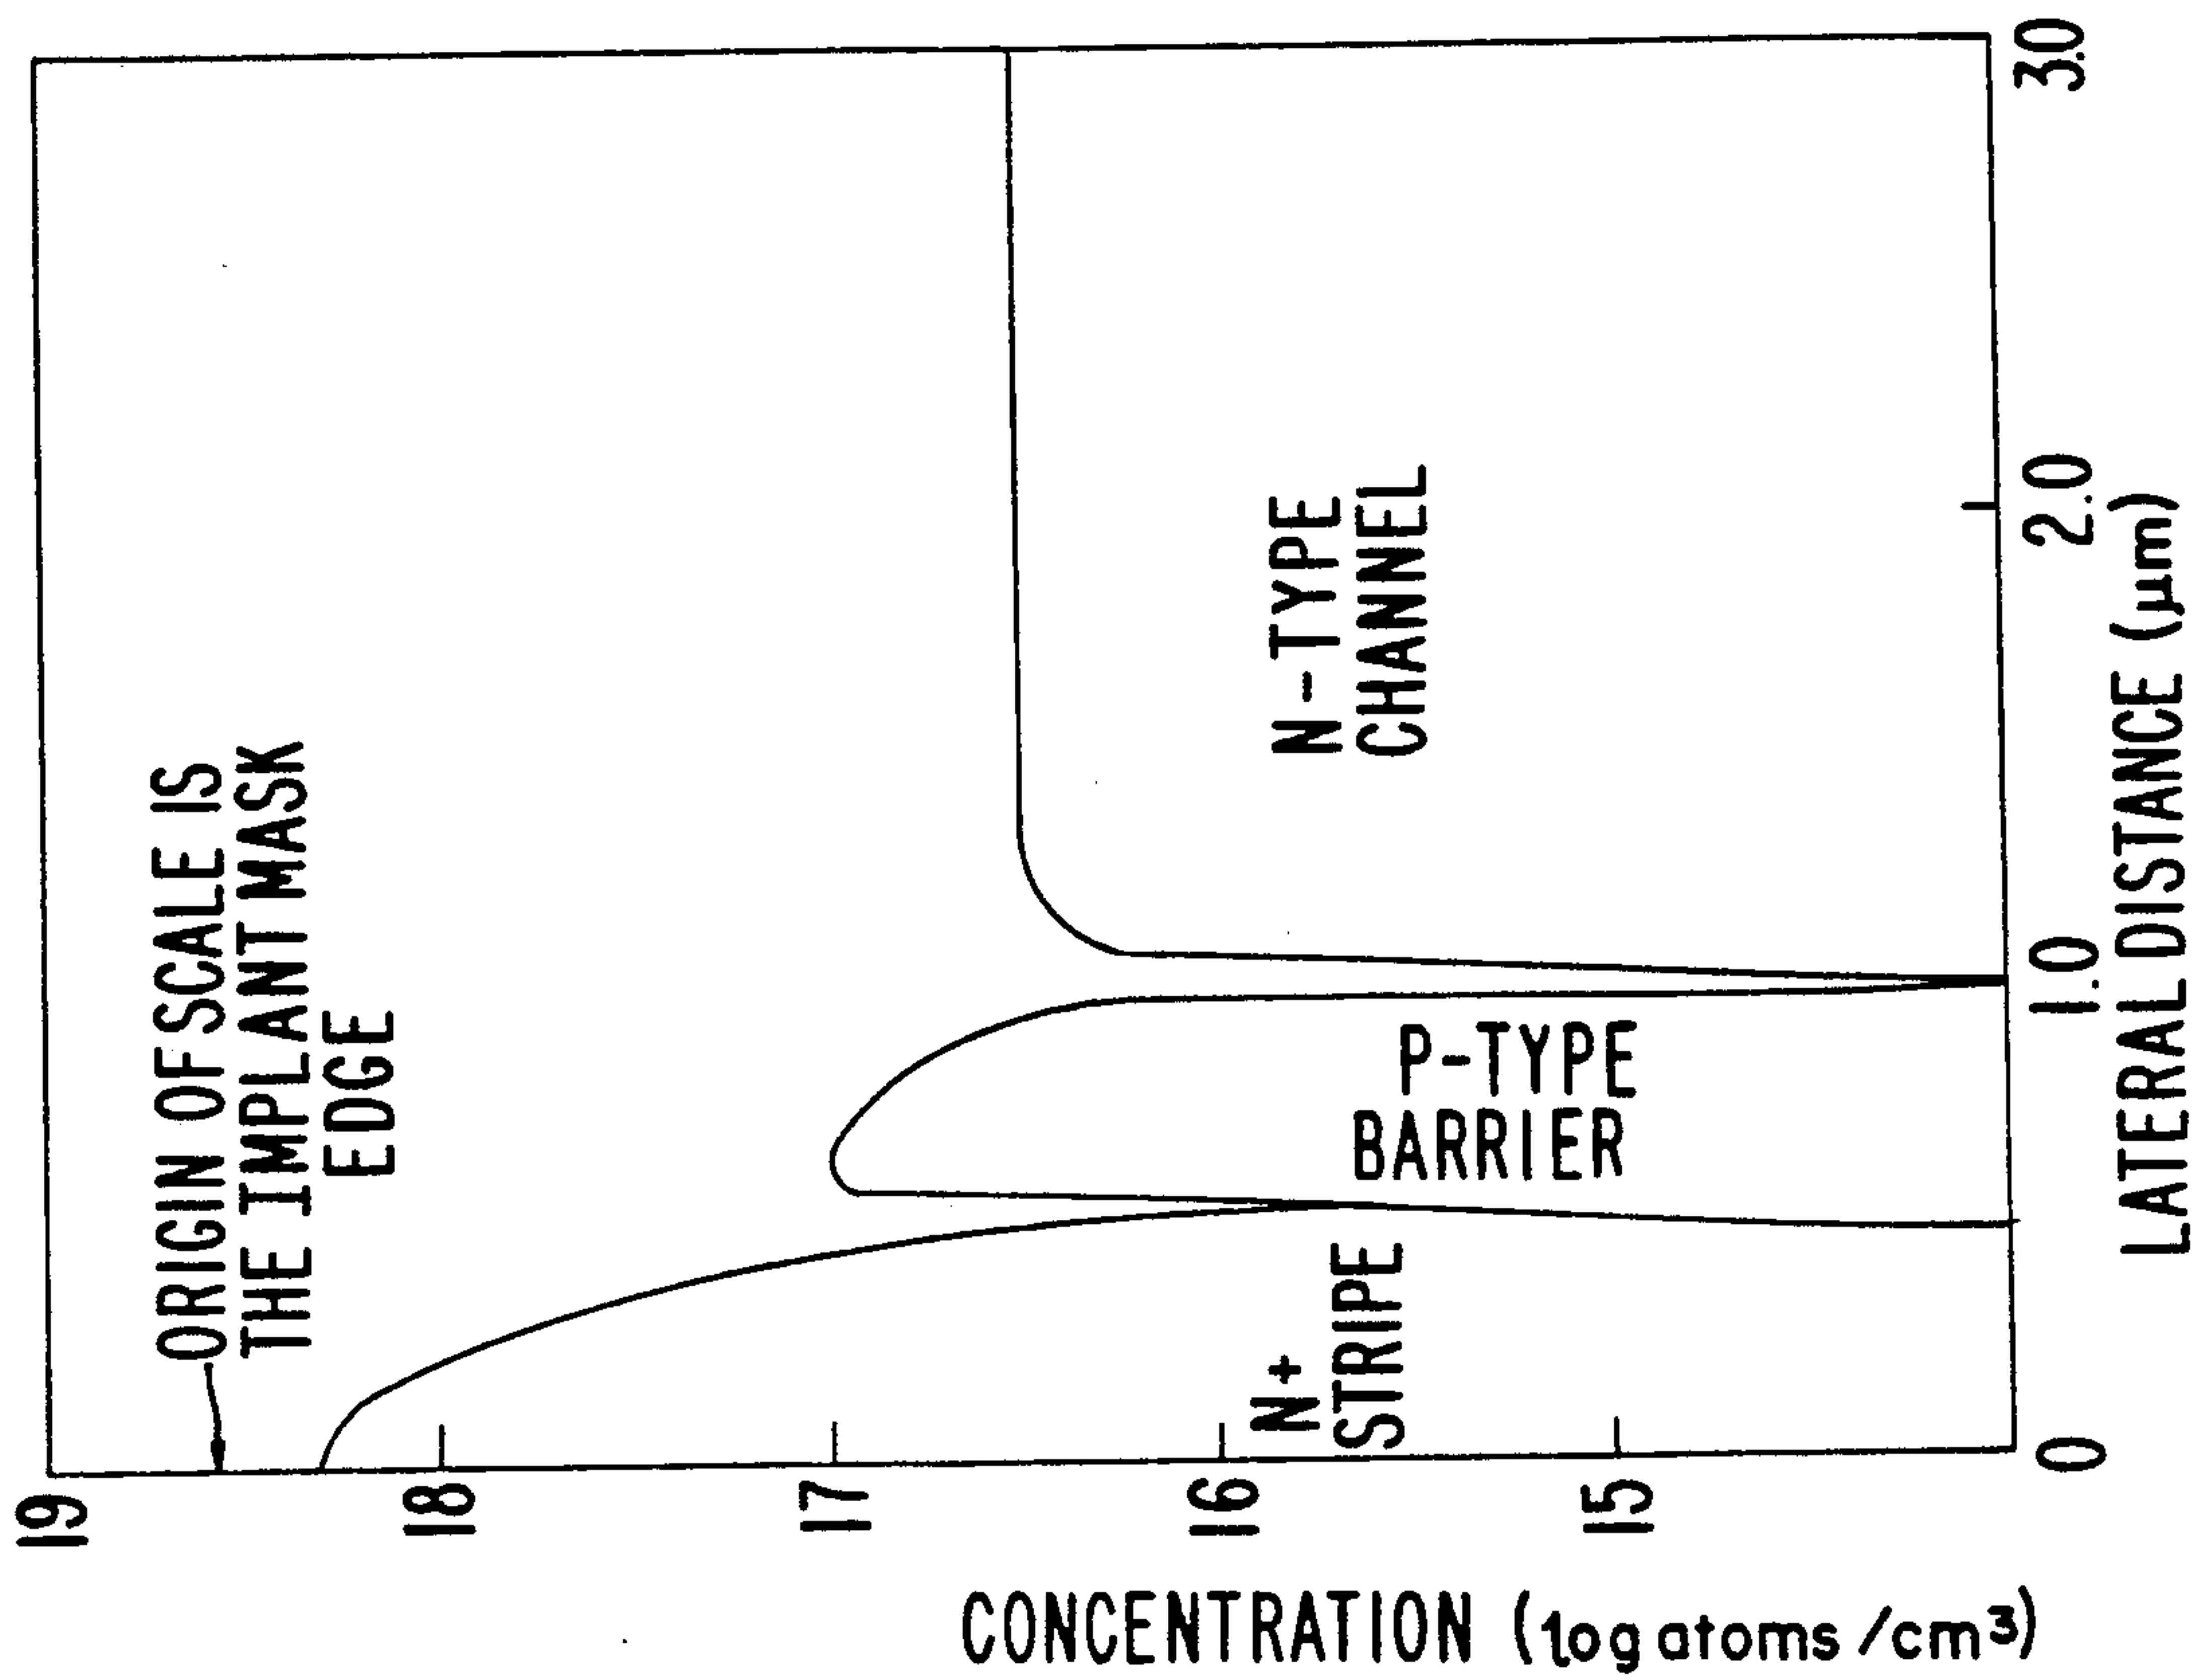 ORIGIN OF SCALE IS
THE IMPLANT MASK
EDGE
19
18
17
16
15
CONCENTRATION (log atoms/cm³)
N+
STRIPE
P-TYPE
BARRIER
N-TYPE
CHANNEL
0
1.0
2.0
3.0
LATERAL DISTANCE (μm)